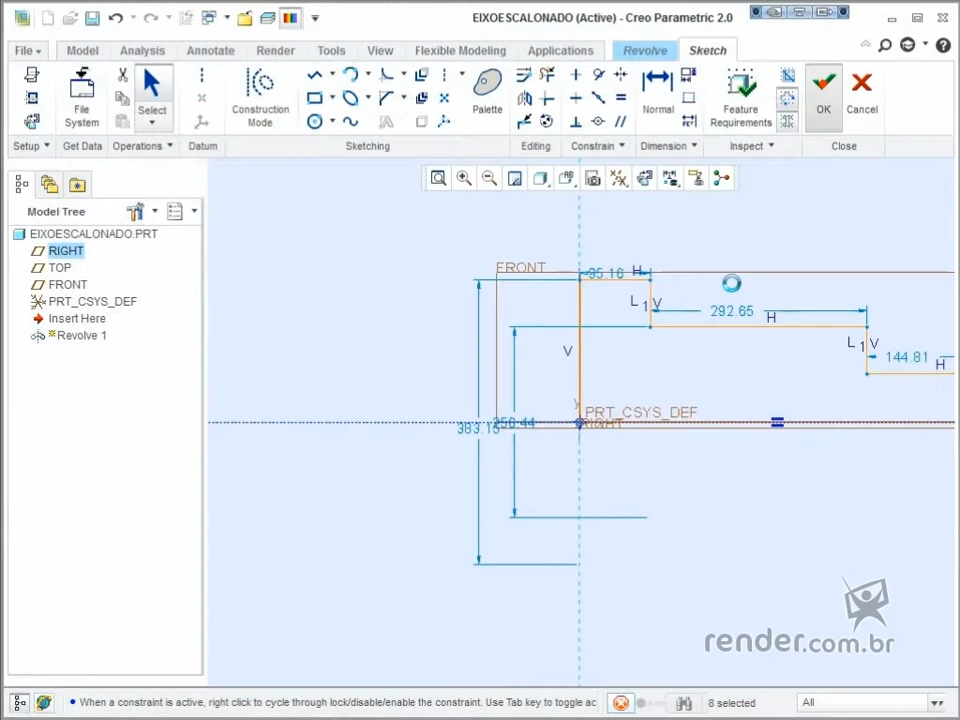 EIXOESCALONADO (Active) - Creo Parametric 2.0
File Model Analysis Annotate Render Tools View Flexible Modeling Applications Revolve Sketch
File System
Select
Construction Mode
Palette
Normal
Feature Requirements
OK
Cancel
Setup Get Data Operations Datum Sketching Editing Constrain Dimension Inspect Close
Model Tree
EIXOESCALONADO.PRT
RIGHT
TOP
FRONT
PRT_CSYS_DEF
Insert Here
Revolve 1
FRONT
95.16 H
L 1 V
292.65
H
L 1 V
V
144.81
H
PRT_CSYS_DEF
RIGHT
256.44
383.15
render.com.br
When a constraint is active, right click to cycle through lock/disable/enable the constraint. Use Tab key to toggle ac
8 selected
All